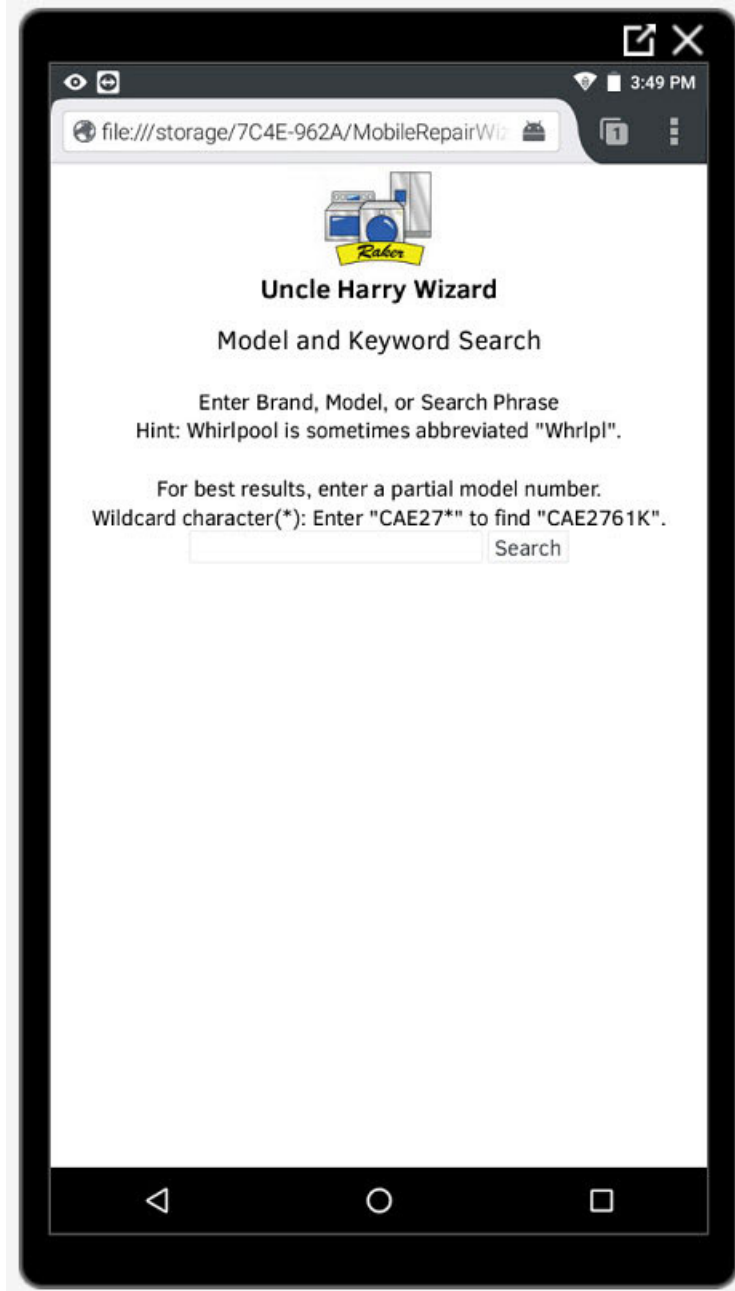 3:49 PM
file:///storage/7C4E-962A/MobileRepairWiz
1
Raker
Uncle Harry Wizard
Model and Keyword Search
Enter Brand, Model, or Search Phrase
Hint: Whirlpool is sometimes abbreviated "Whrlpl".
For best results, enter a partial model number.
Wildcard character(*): Enter "CAE27*" to find "CAE2761K".
Search